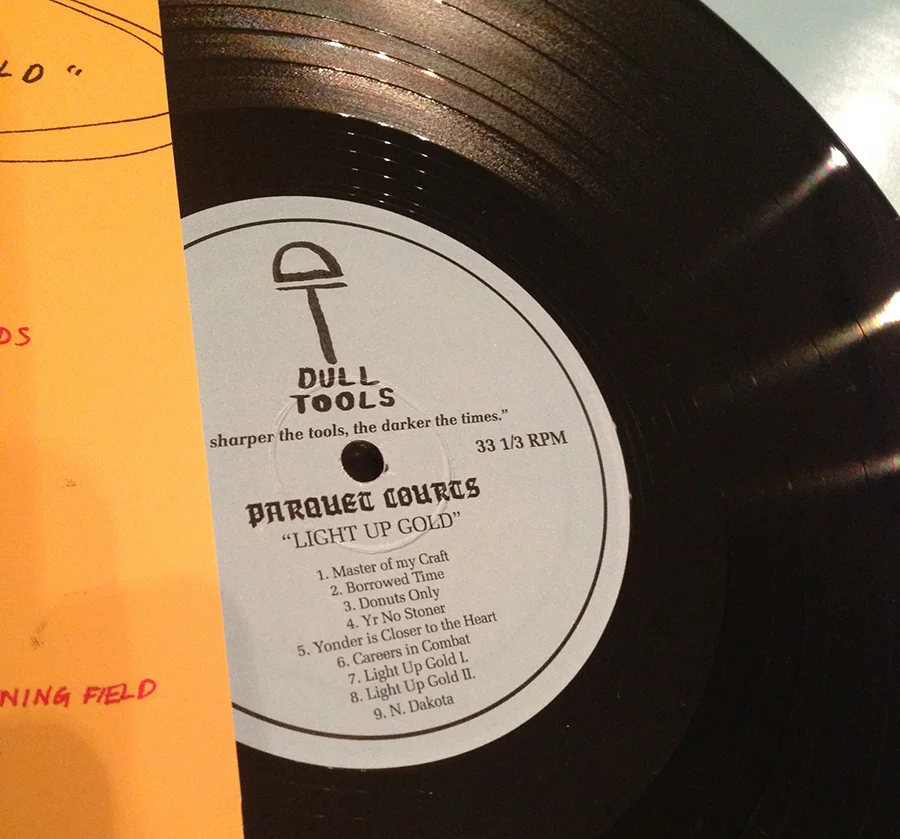 LD"
DS
NING FIELD
DT
DULL
TOOLS
sharper the tools, the darker the times.”
33 1/3 RPM
PARQUET COURTS
“LIGHT UP GOLD”
1. Master of my Craft
2. Borrowed Time
3. Donuts Only
4. Yr No Stoner
5. Yonder is Closer to the Heart
6. Careers in Combat
7. Light Up Gold I.
8. Light Up Gold II.
9. N. Dakota